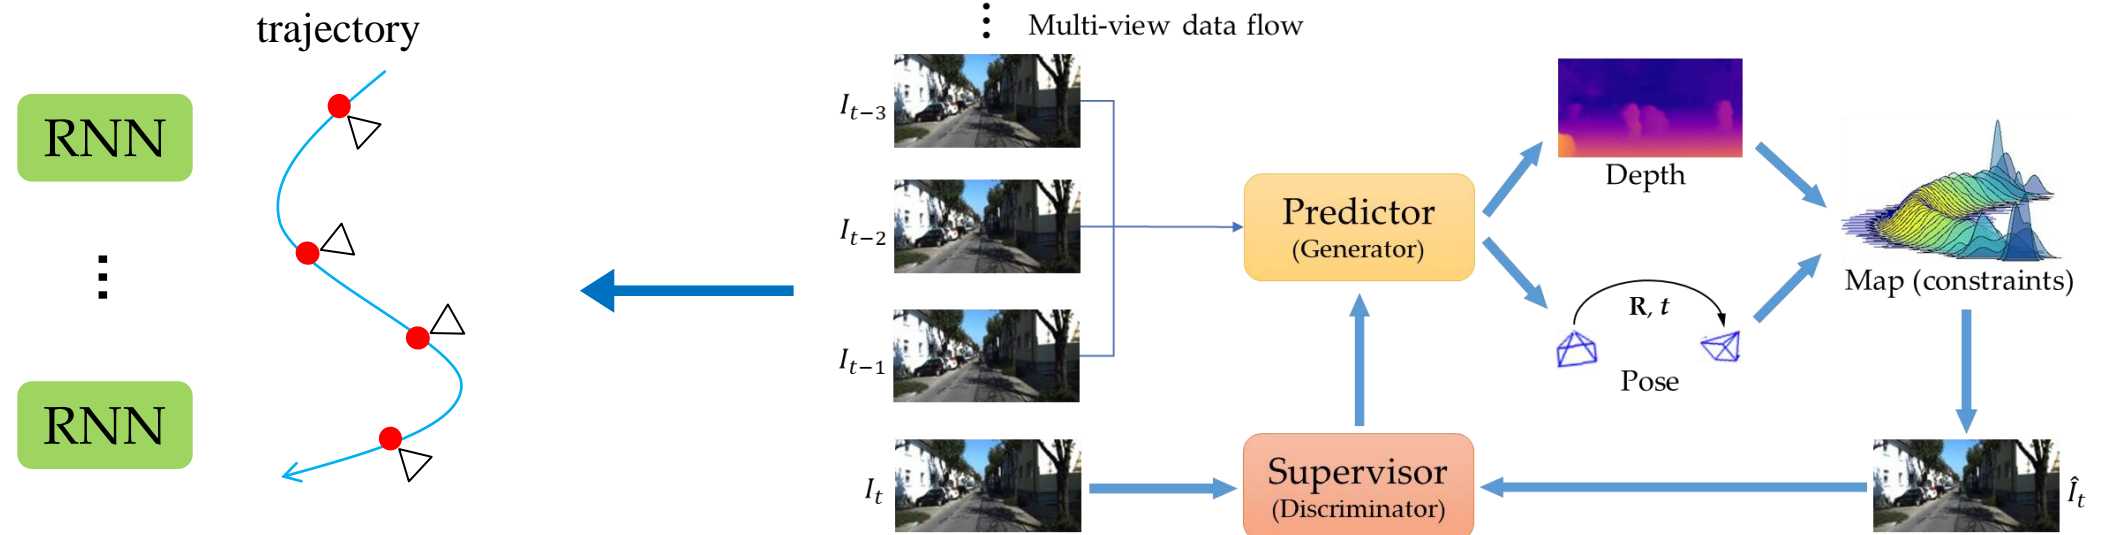 trajectory
RNN
⋮
RNN
⋮ Multi-view data flow
I_{t−3}
I_{t−2}
I_{t−1}
I_t
Predictor
(Generator)
Supervisor
(Discriminator)
Depth
R, t
Pose
Map (constraints)
Î_t